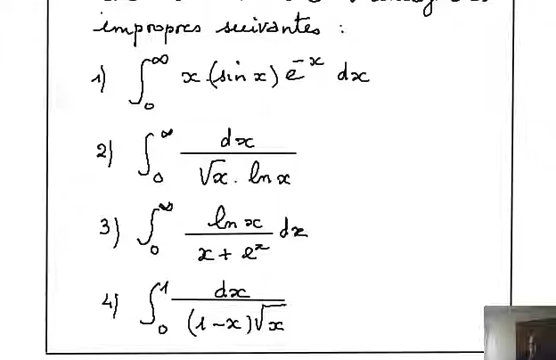 impropres suivantes :
1) ∫₀^∞ x.(sin x) e^{-x} dx
2) ∫₀^∞ dx / (√x . ln x)
3) ∫₀^∞ ln x / (x + e^x) dx
4) ∫₀^1 dx / ((1-x)√x)